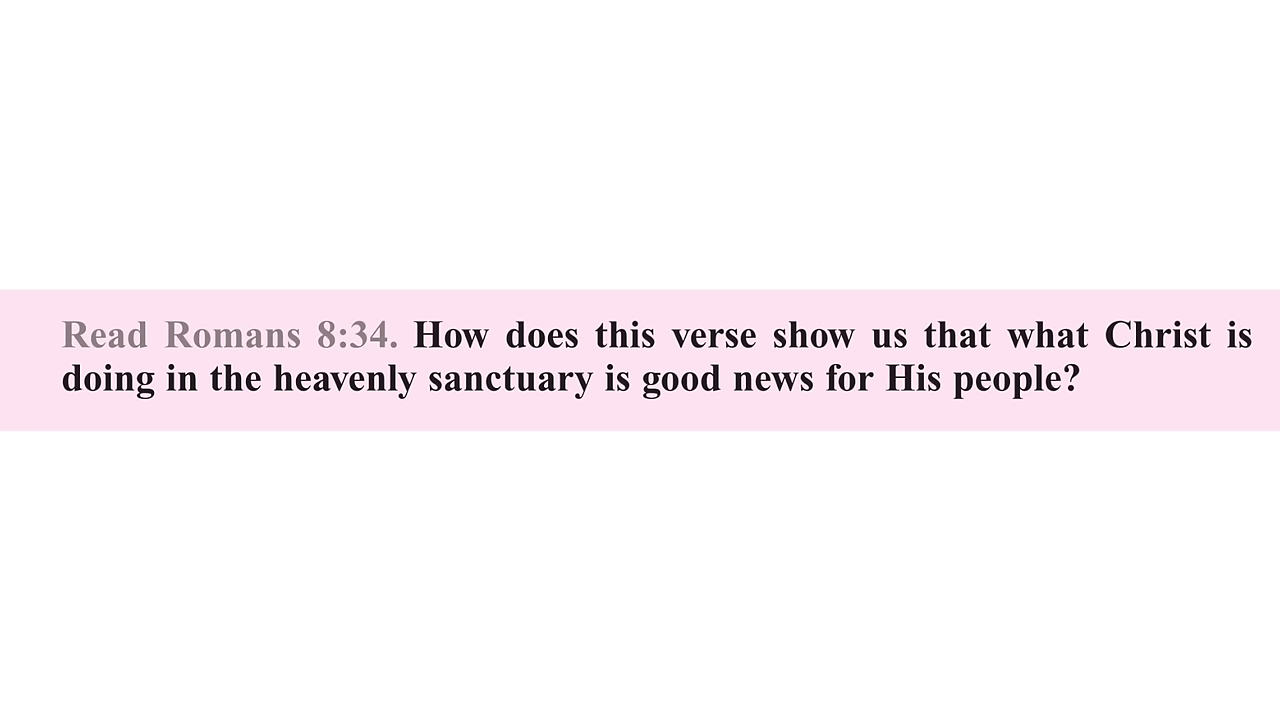 Read Romans 8:34. How does this verse show us that what Christ is
doing in the heavenly sanctuary is good news for His people?